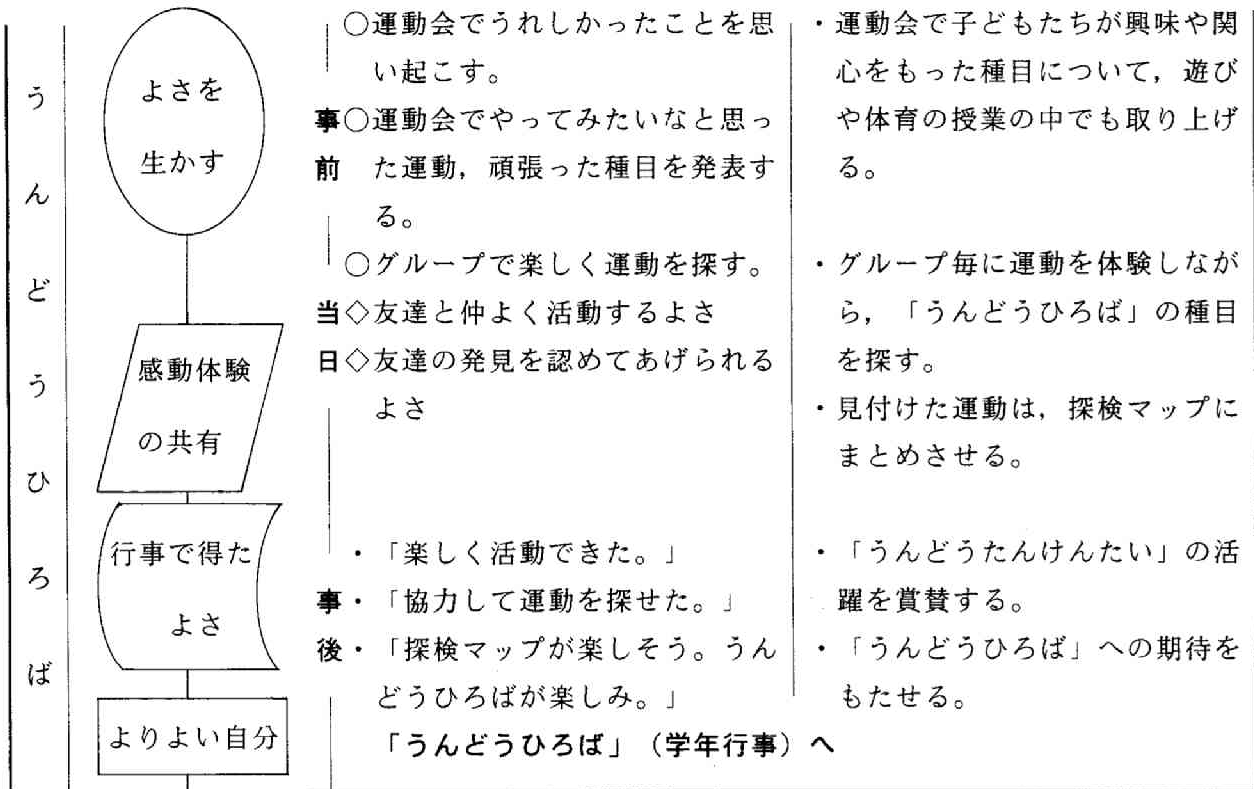 うんどうひろば
よさを
生かす
感動体験
の共有
行事で得た
よさ
よりよい自分
事前
○運動会でうれしかったことを思
い起こす。
○運動会でやってみたいなと思っ
た運動，頑張った種目を発表す
る。
○グループで楽しく運動を探す。
当日
◇友達と仲よく活動するよさ
◇友達の発見を認めてあげられる
よさ
事後
・「楽しく活動できた。」
・「協力して運動を探せた。」
・「探検マップが楽しそう。うん
どうひろばが楽しみ。」
「うんどうひろば」（学年行事）へ
・運動会で子どもたちが興味や関
心をもった種目について，遊び
や体育の授業の中でも取り上げ
る。
・グループ毎に運動を体験しなが
ら，「うんどうひろば」の種目
を探す。
・見付けた運動は，探検マップに
まとめさせる。
・「うんどうたんけんたい」の活
躍を賞賛する。
・「うんどうひろば」への期待を
もたせる。